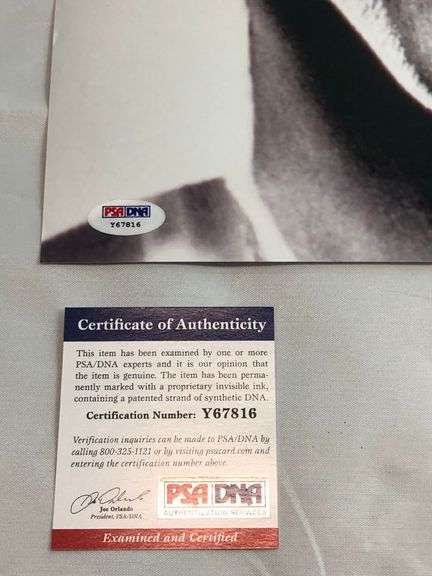 PSA DNA
Y67816
Certificate of Authenticity
This item has been examined by one or more
PSA/DNA experts and it is our opinion that
the item is genuine. The item has been perma-
nently marked with a proprietary invisible ink,
containing a patented strand of synthetic DNA.
Certification Number: Y67816
Verification inquiries can be made to PSA/DNA by
calling 800-325-1121 or by visiting psacard.com and
entering the certification number above.
Joe Orlando
President, PSA/DNA
PSA DNA
AUTHENTICATION SERVICES
Examined and Certified